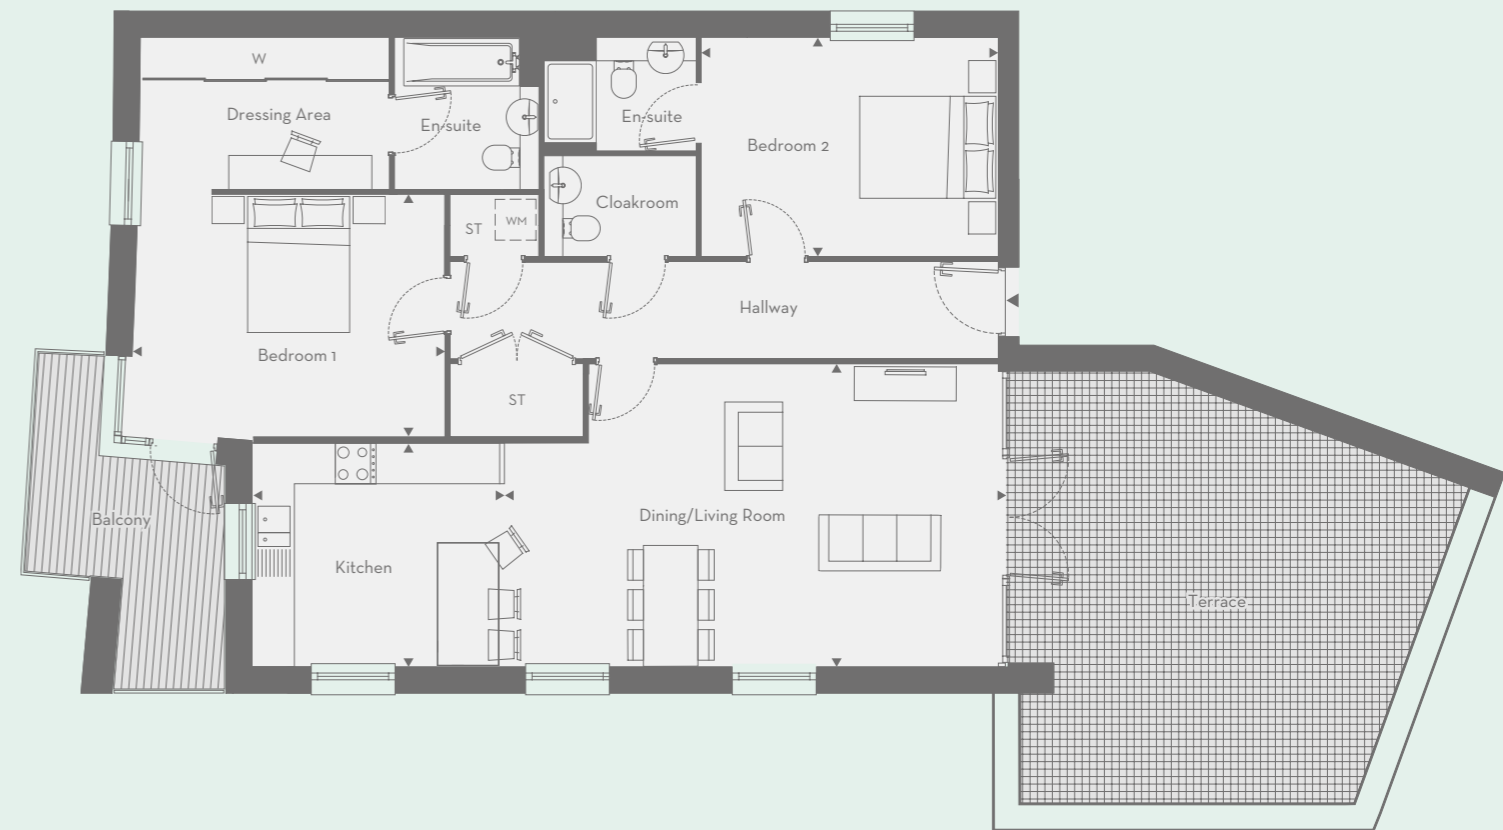 W
Dressing Area
En-suite
En-suite
Bedroom 2
Cloakroom
ST
WM
Hallway
Bedroom 1
ST
Balcony
Dining/Living Room
Kitchen
Terrace